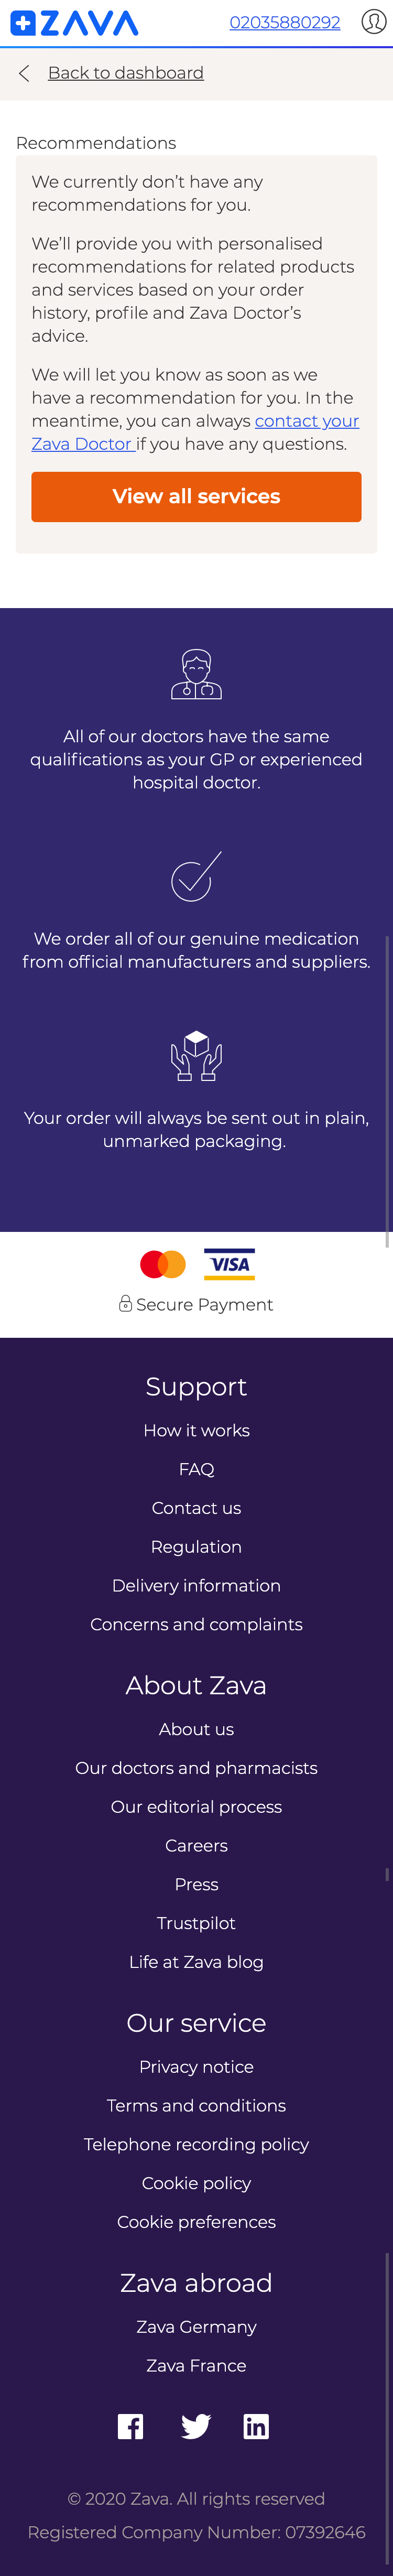 ZAVA
02035880292
Back to dashboard
Recommendations
We currently don't have any
recommendations for you.
We'll provide you with personalised
recommendations for related products
and services based on your order
history, profile and Zava Doctor's
advice.
We will let you know as soon as we
have a recommendation for you. In the
meantime, you can always contact your
Zava Doctor if you have any questions.
View all services
All of our doctors have the same
qualifications as your GP or experienced
hospital doctor.
We order all of our genuine medication
from official manufacturers and suppliers.
Your order will always be sent out in plain,
unmarked packaging.
VISA
Secure Payment
Support
How it works
FAQ
Contact us
Regulation
Delivery information
Concerns and complaints
About Zava
About us
Our doctors and pharmacists
Our editorial process
Careers
Press
Trustpilot
Life at Zava blog
Our service
Privacy notice
Terms and conditions
Telephone recording policy
Cookie policy
Cookie preferences
Zava abroad
Zava Germany
Zava France
© 2020 Zava. All rights reserved
Registered Company Number: 07392646